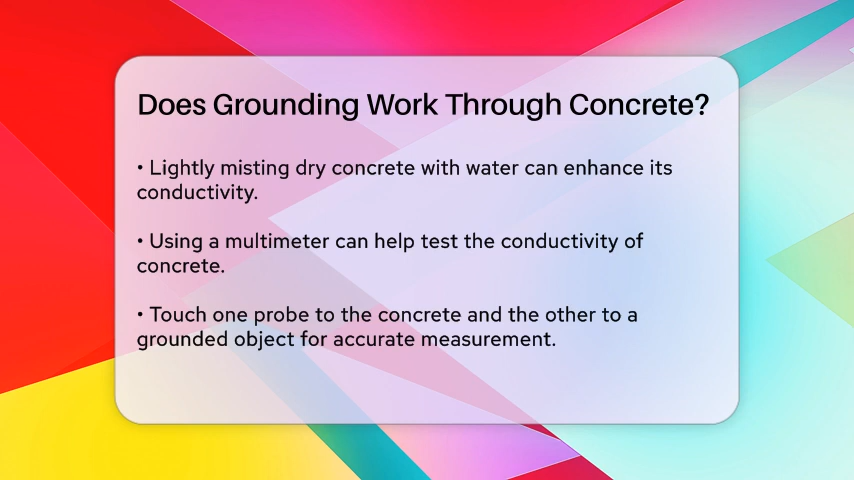 Does Grounding Work Through Concrete?
• Lightly misting dry concrete with water can enhance its
conductivity.
• Using a multimeter can help test the conductivity of
concrete.
• Touch one probe to the concrete and the other to a
grounded object for accurate measurement.